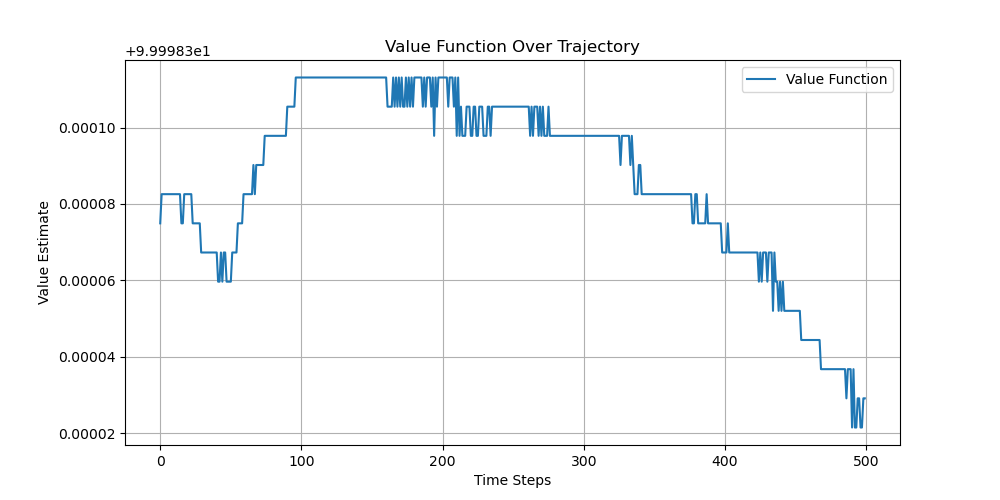 Value Function Over Trajectory
+9.99983e1
Value Function
0.00010
0.00008
0.00006
0.00004
0.00002
Value Estimate
0 100 200 300 400 500
Time Steps